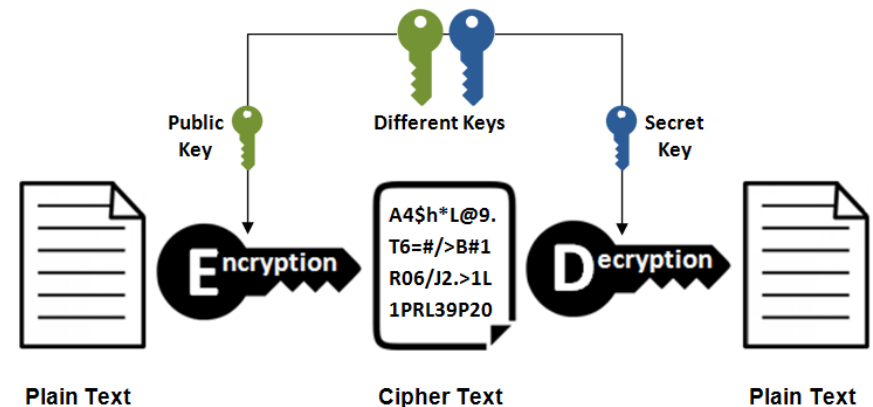 Public
Key
Different Keys
Secret
Key
Encryption
A4$h*L@9.
T6=#/>B#1
R06/J2.>1L
1PRL39P20
Decryption
Plain Text
Cipher Text
Plain Text